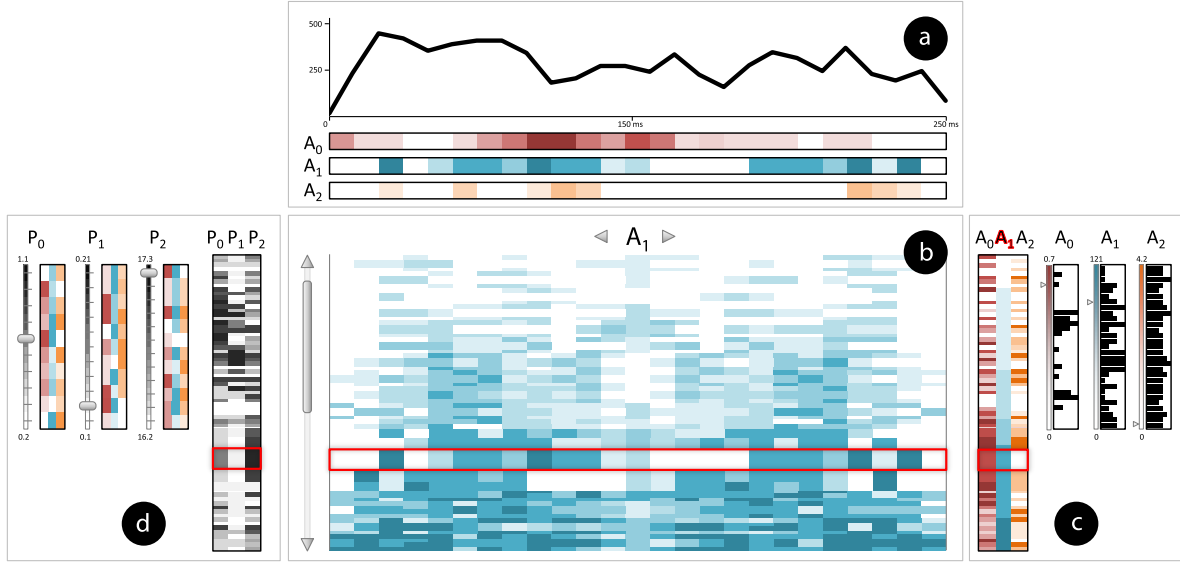 500
250
a
0
150 ms
250 ms
A0
A1
A2
P0 P1 P2
1.1 0.21 17.3
0.2 0.1 16.2
P0 P1 P2
d
A1
b
A0 A1 A2
A0 A1 A2
0.7 121 4.2
0 0 0
c